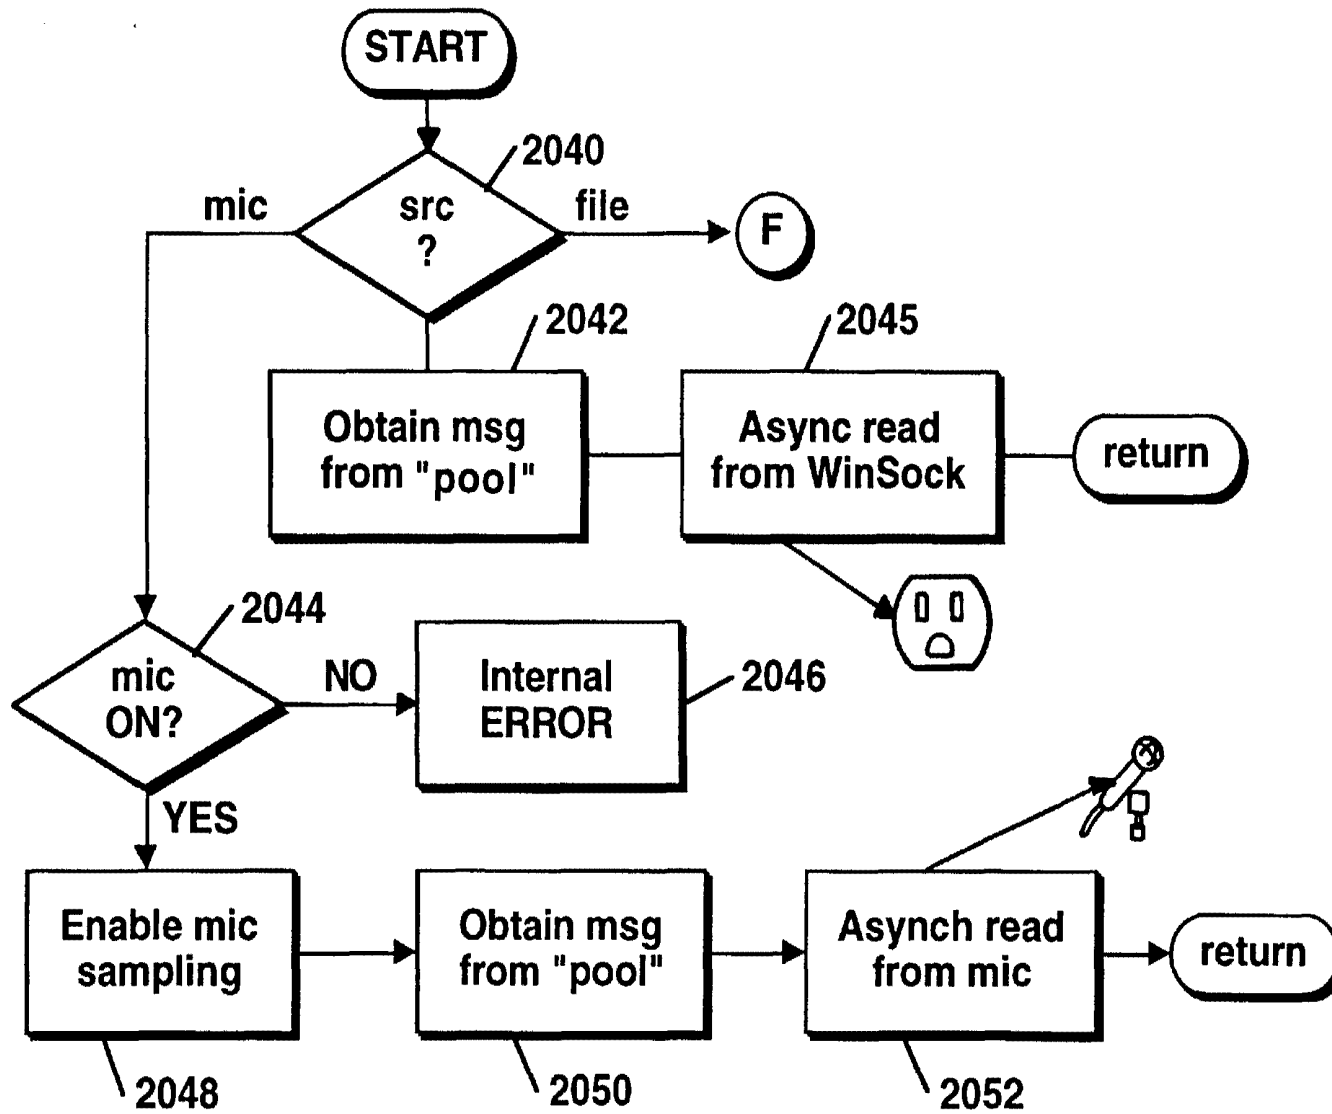 START
2040
mic
src
?
file
F
2042
2045
Obtain msg
from "pool"
Async read
from WinSock
return
2044
mic
ON?
NO
Internal
ERROR
2046
YES
Enable mic
sampling
Obtain msg
from "pool"
Asynch read
from mic
return
2048
2050
2052